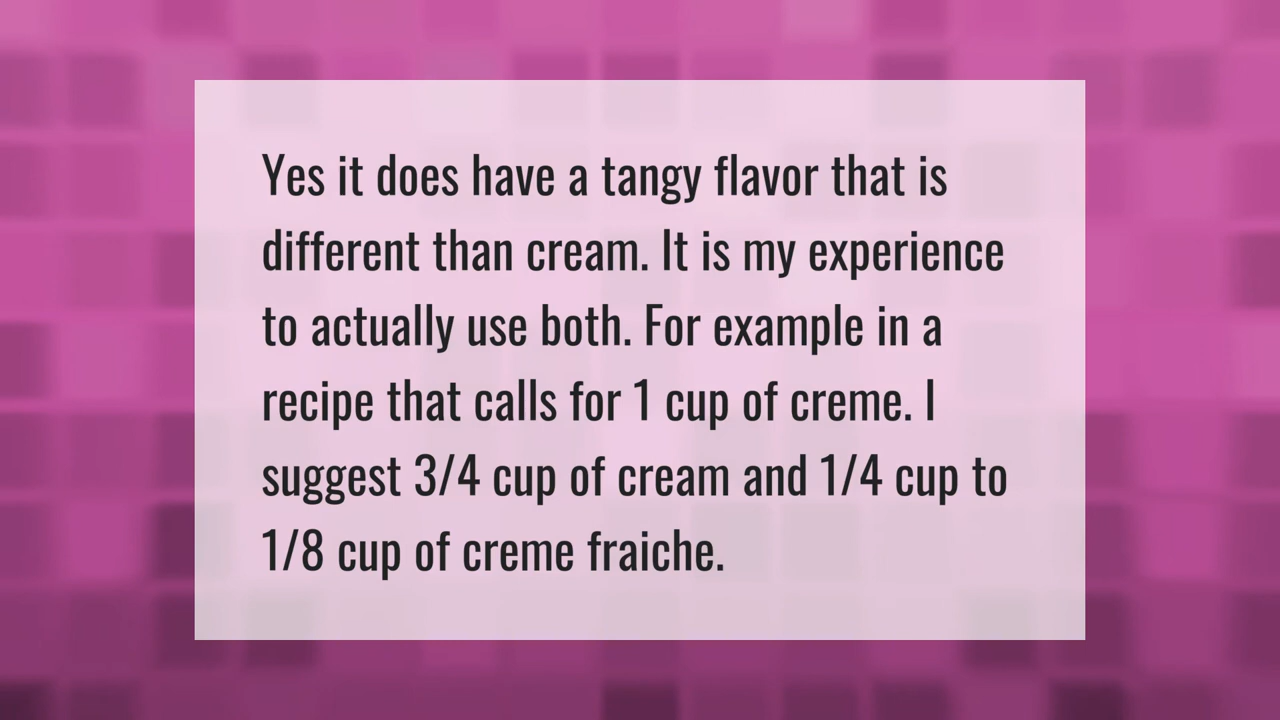 Yes it does have a tangy flavor that is
different than cream. It is my experience
to actually use both. For example in a
recipe that calls for 1 cup of creme. I
suggest 3/4 cup of cream and 1/4 cup to
1/8 cup of creme fraiche.